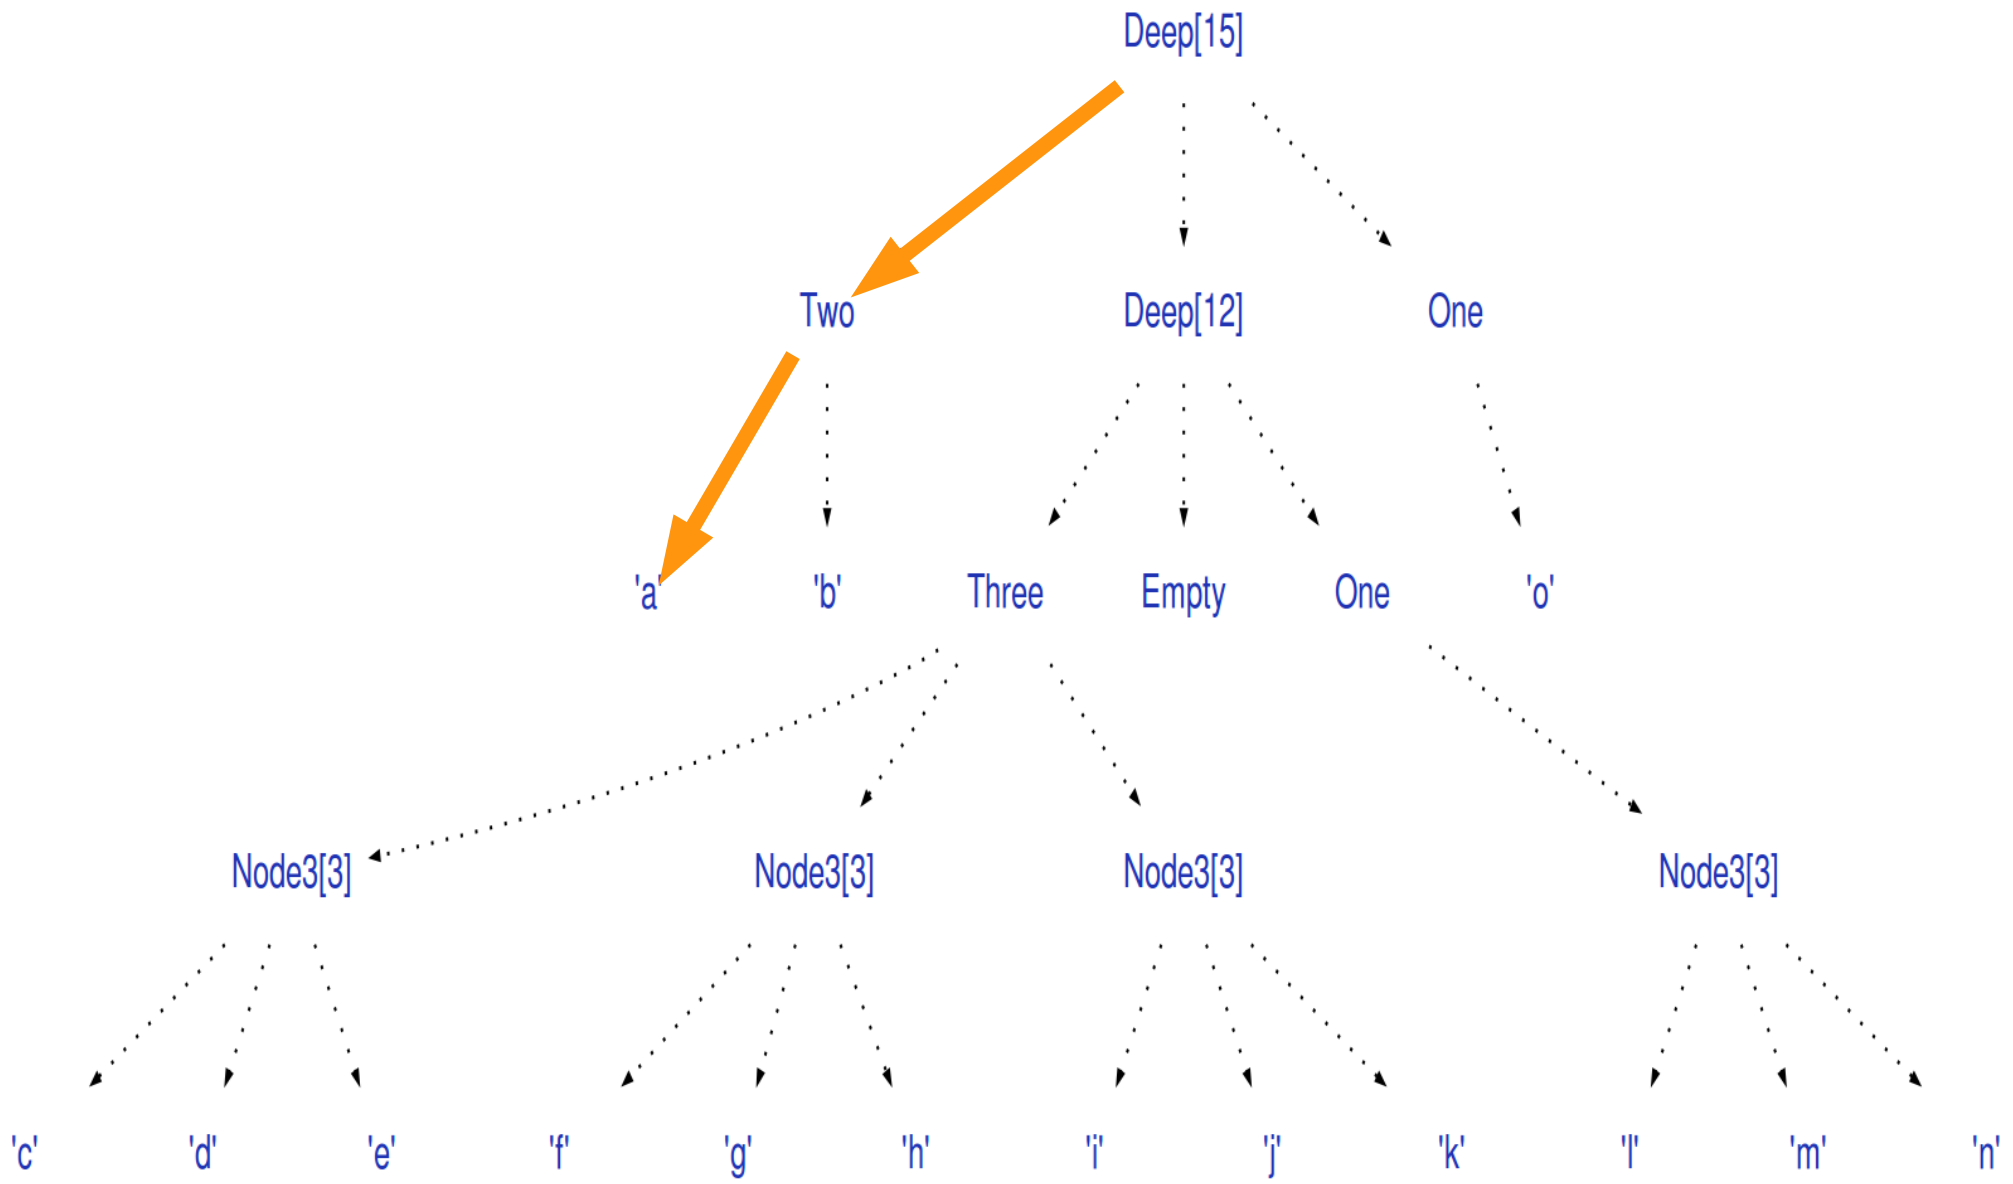 Deep[15]
Two Deep[12] One
'a' 'b' Three Empty One 'o'
Node3[3] Node3[3] Node3[3] Node3[3]
'c' 'd' 'e' 'f' 'g' 'h' 'i' 'j' 'k' 'l' 'm' 'n'